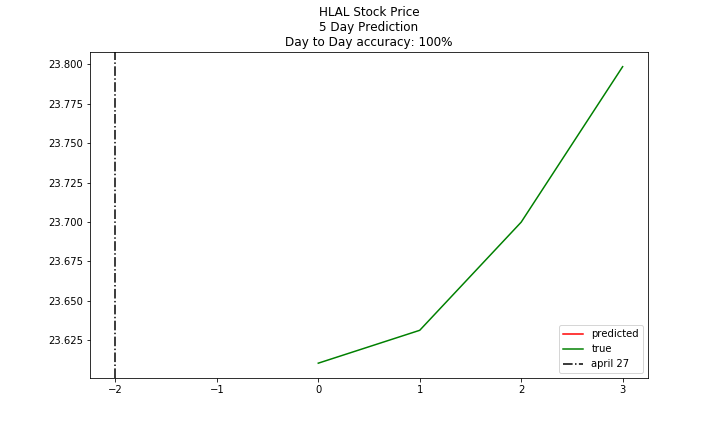 HLAL Stock Price
5 Day Prediction
Day to Day accuracy: 100%
23.800
23.775
23.750
23.725
23.700
23.675
23.650
23.625
−2
−1
0
1
2
3
predicted
true
april 27